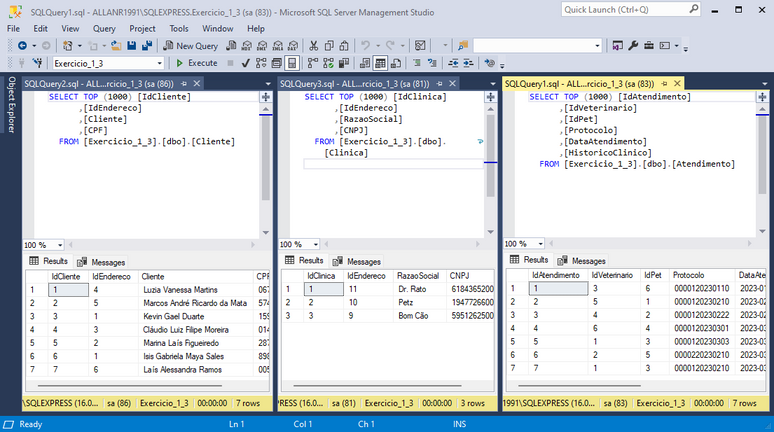 SQLQuery1.sql - ALLANR1991\SQLEXPRESS.Exercicio_1_3 (sa (83)) - Microsoft SQL Server Management Studio
Quick Launch (Ctrl+Q)
File Edit View Query Project Tools Window Help
New Query
Exercicio_1_3
Execute
Object Explorer
SQLQuery2.sql - ALL...rcicio_1_3 (sa (86))
SELECT TOP (1000) [IdCliente]
,[IdEndereco]
,[Cliente]
,[CPF]
FROM [Exercicio_1_3].[dbo].[Cliente]
100 %
Results Messages
IdCliente IdEndereco Cliente CPF
1 1 4 Luzia Vanessa Martins 067
2 2 5 Marcos André Ricardo da Mata 574
3 3 1 Kevin Gael Duarte 159
4 4 3 Cláudio Luiz Filipe Moreira 014
5 5 2 Marina Laís Figueiredo 287
6 6 1 Isis Gabriela Maya Sales 898
7 7 6 Laís Alessandra Ramos 005
\SQLEXPRESS (16.0... sa (86) Exercicio_1_3 00:00:00 7 rows
SQLQuery3.sql - ALL...rcicio_1_3 (sa (81))
SELECT TOP (1000) [IdClinica]
,[IdEndereco]
,[RazaoSocial]
,[CNPJ]
FROM [Exercicio_1_3].[dbo].
[Clinica]
100 %
Results Messages
IdClinica IdEndereco RazaoSocial CNPJ
1 1 11 Dr. Rato 6184365200
2 2 10 Petz 1947726600
3 3 9 Bom Cão 5951262500
PRESS (16.0... sa (81) Exercicio_1_3 00:00:00 3 rows
SQLQuery1.sql - ALL...rcicio_1_3 (sa (83))
SELECT TOP (1000) [IdAtendimento]
,[IdVeterinario]
,[IdPet]
,[Protocolo]
,[DataAtendimento]
,[HistoricoClinico]
FROM [Exercicio_1_3].[dbo].[Atendimento]
100 %
Results Messages
IdAtendimento IdVeterinario IdPet Protocolo DataAte
1 1 3 6 0000120230110 2023-01
2 2 5 1 0000120230210 2023-02
3 3 4 2 0000120230222 2023-02
4 4 6 4 0000120230301 2023-03
5 5 1 3 0000120230303 2023-03
6 6 2 5 0000220230210 2023-03
7 7 1 3 0000120230210 2023-03
1991\SQLEXPRESS (16.0... sa (83) Exercicio_1_3 00:00:00 7 rows
Ready Ln 1 Col 1 Ch 1 INS